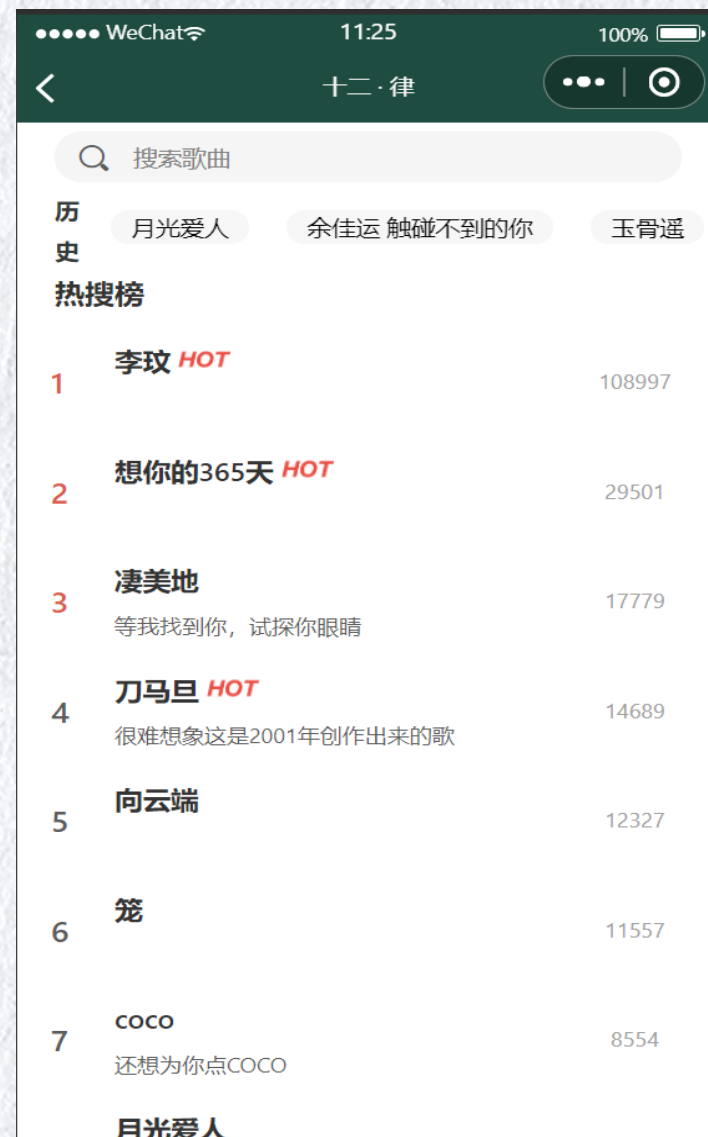 WeChat 11:25 100%
十二·律
搜索歌曲
历史 月光爱人 余佳运 触碰不到的你 玉骨遥
热搜榜
1 李玟 HOT 108997
2 想你的365天 HOT 29501
3 凄美地 17779
等我找到你，试探你眼睛
4 刀马旦 HOT 14689
很难想象这是2001年创作出来的歌
5 向云端 12327
6 笼 11557
7 coco 8554
还想为你点COCO
月光爱人